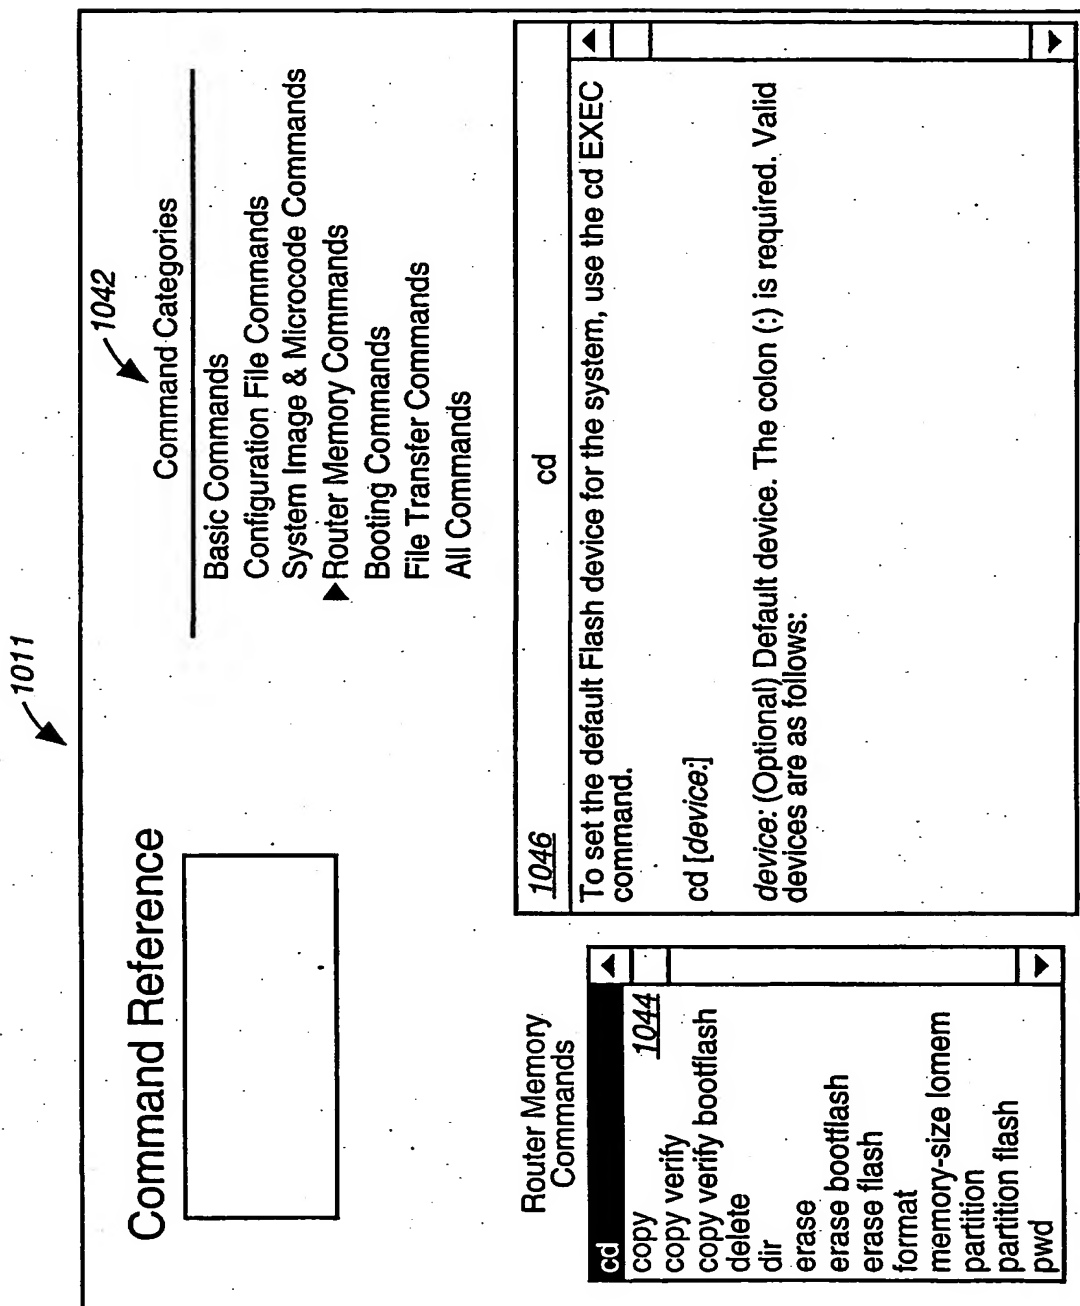 1011
Command Reference
1042
Command Categories
Basic Commands
Configuration File Commands
System Image & Microcode Commands
Router Memory Commands
Booting Commands
File Transfer Commands
All Commands
Router Memory
Commands
cd
copy
1044
copy verify
copy verify bootflash
delete
dir
erase
erase bootflash
erase flash
format
memory-size lomem
partition
partition flash
pwd
1046
cd
To set the default Flash device for the system, use the cd EXEC
command.
cd [device:]
device: (Optional) Default device. The colon (:) is required. Valid
devices are as follows: